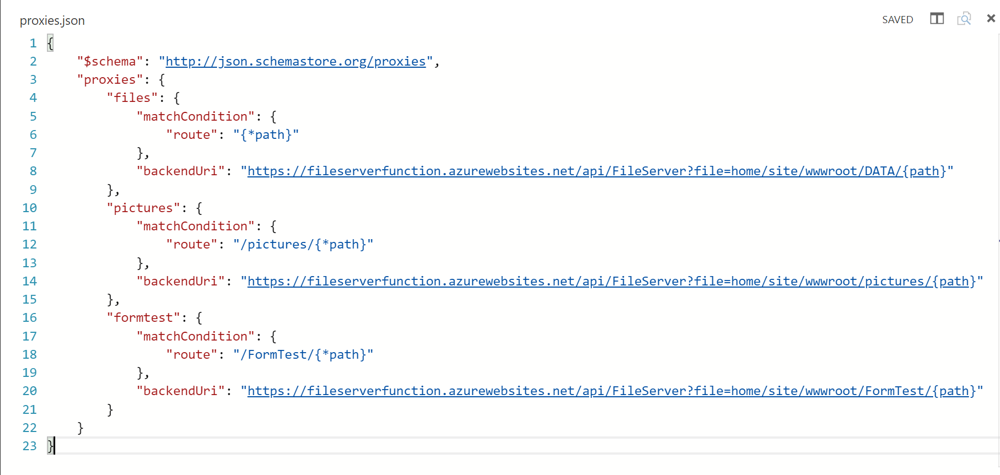 proxies.json
SAVED
1 {
2     "$schema": "http://json.schemastore.org/proxies",
3     "proxies": {
4         "files": {
5             "matchCondition": {
6                 "route": "{*path}"
7             },
8             "backendUri": "https://fileserverfunction.azurewebsites.net/api/FileServer?file=home/site/wwwroot/DATA/{path}"
9         },
10         "pictures": {
11             "matchCondition": {
12                 "route": "/pictures/{*path}"
13             },
14             "backendUri": "https://fileserverfunction.azurewebsites.net/api/FileServer?file=home/site/wwwroot/pictures/{path}"
15         },
16         "formtest": {
17             "matchCondition": {
18                 "route": "/FormTest/{*path}"
19             },
20             "backendUri": "https://fileserverfunction.azurewebsites.net/api/FileServer?file=home/site/wwwroot/FormTest/{path}"
21         }
22     }
23 }